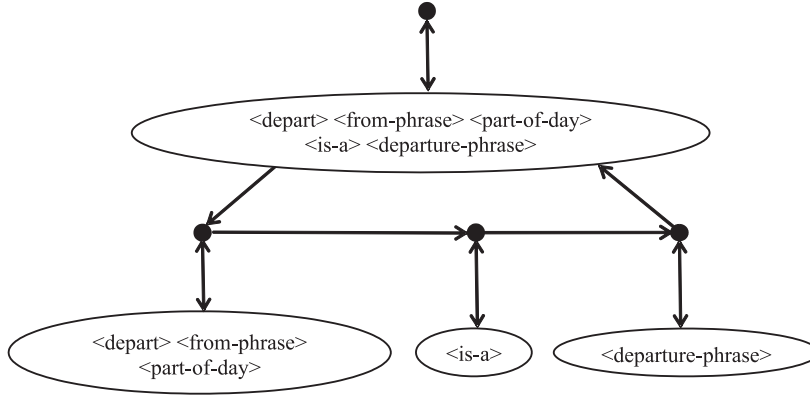 <depart> <from-phrase> <part-of-day>
<is-a> <departure-phrase>
<depart> <from-phrase>
<part-of-day>
<is-a>
<departure-phrase>